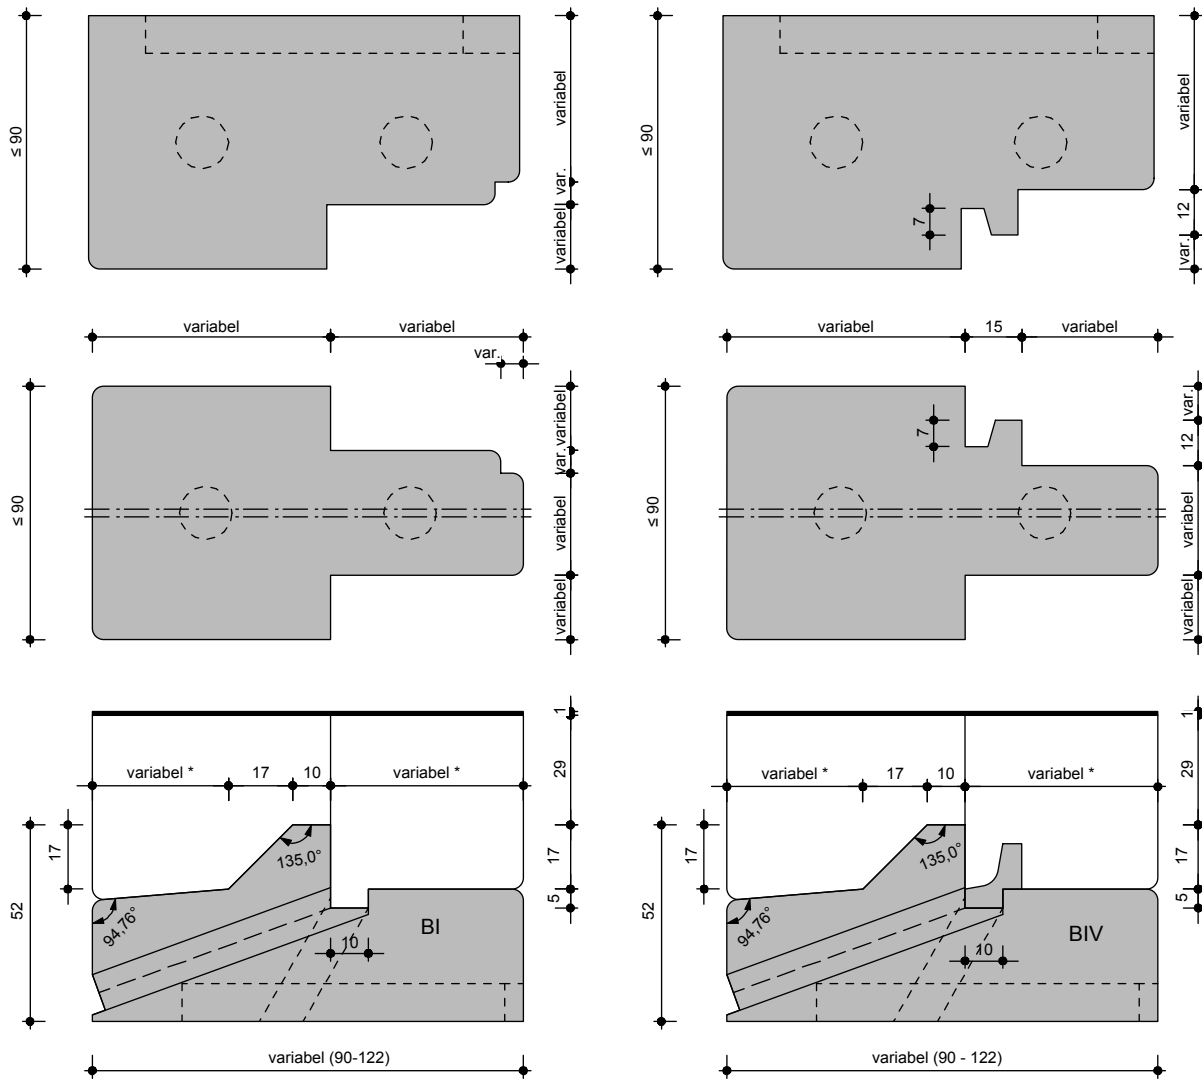 ≤ 90
variabel
var.
variabel
≤ 90
7
variabel
12
var.
variabel
variabel
var.
variabel
15
variabel
≤ 90
variabel
var.
variabel
variabel
≤ 90
7
var.
12
variabel
variabel
1
29
17
5
variabel *
17
10
variabel *
17
52
135,0°
94,76°
BI
10
variabel (90-122)
1
29
17
5
variabel *
17
10
variabel *
17
52
135,0°
94,76°
BIV
10
variabel (90 - 122)